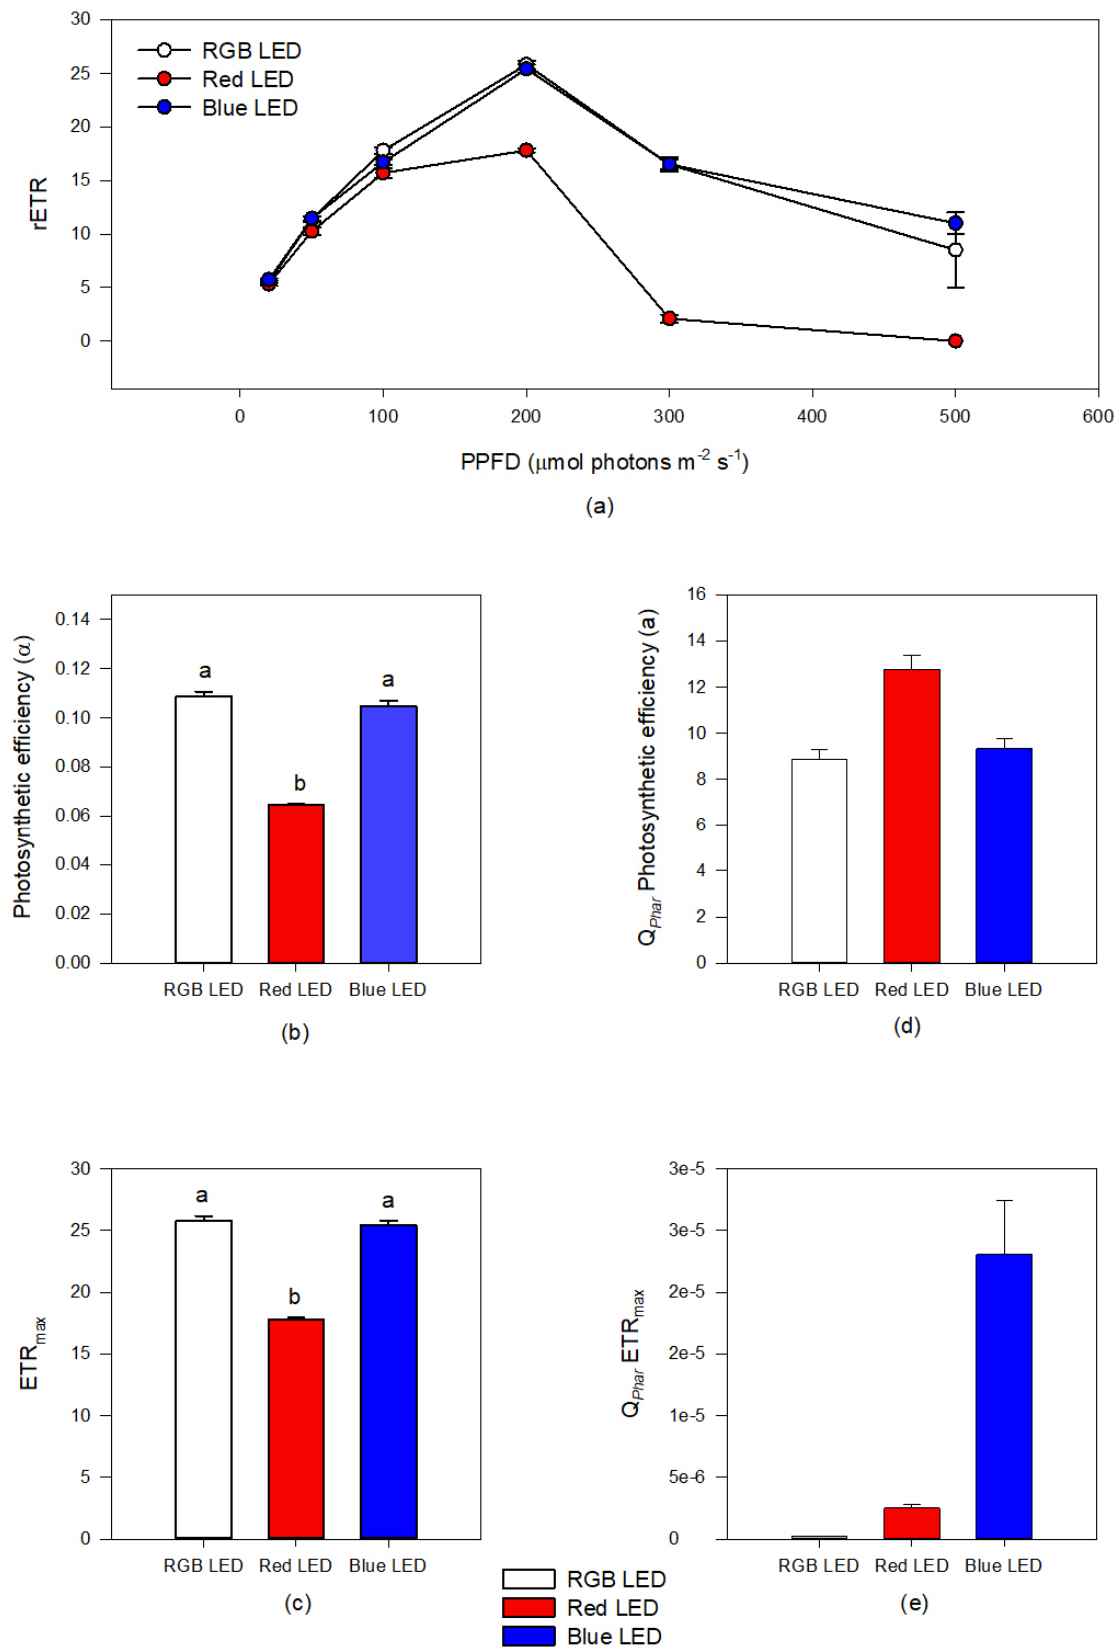 30
25
20
15
10
5
0
rETR
RGB LED
Red LED
Blue LED
0 100 200 300 400 500 600
PPFD (μmol photons m⁻² s⁻¹)
(a)
Photosynthetic efficiency (α)
0.14
0.12
0.10
0.08
0.06
0.04
0.02
0.00
a
b
a
RGB LED Red LED Blue LED
(b)
Q_Phar Photosynthetic efficiency (a)
16
14
12
10
8
6
4
2
0
RGB LED Red LED Blue LED
(d)
ETR_max
30
25
20
15
10
5
0
a
b
a
RGB LED Red LED Blue LED
(c)
Q_Phar ETR_max
3e-5
3e-5
2e-5
2e-5
1e-5
5e-6
0
RGB LED Red LED Blue LED
(e)
RGB LED
Red LED
Blue LED